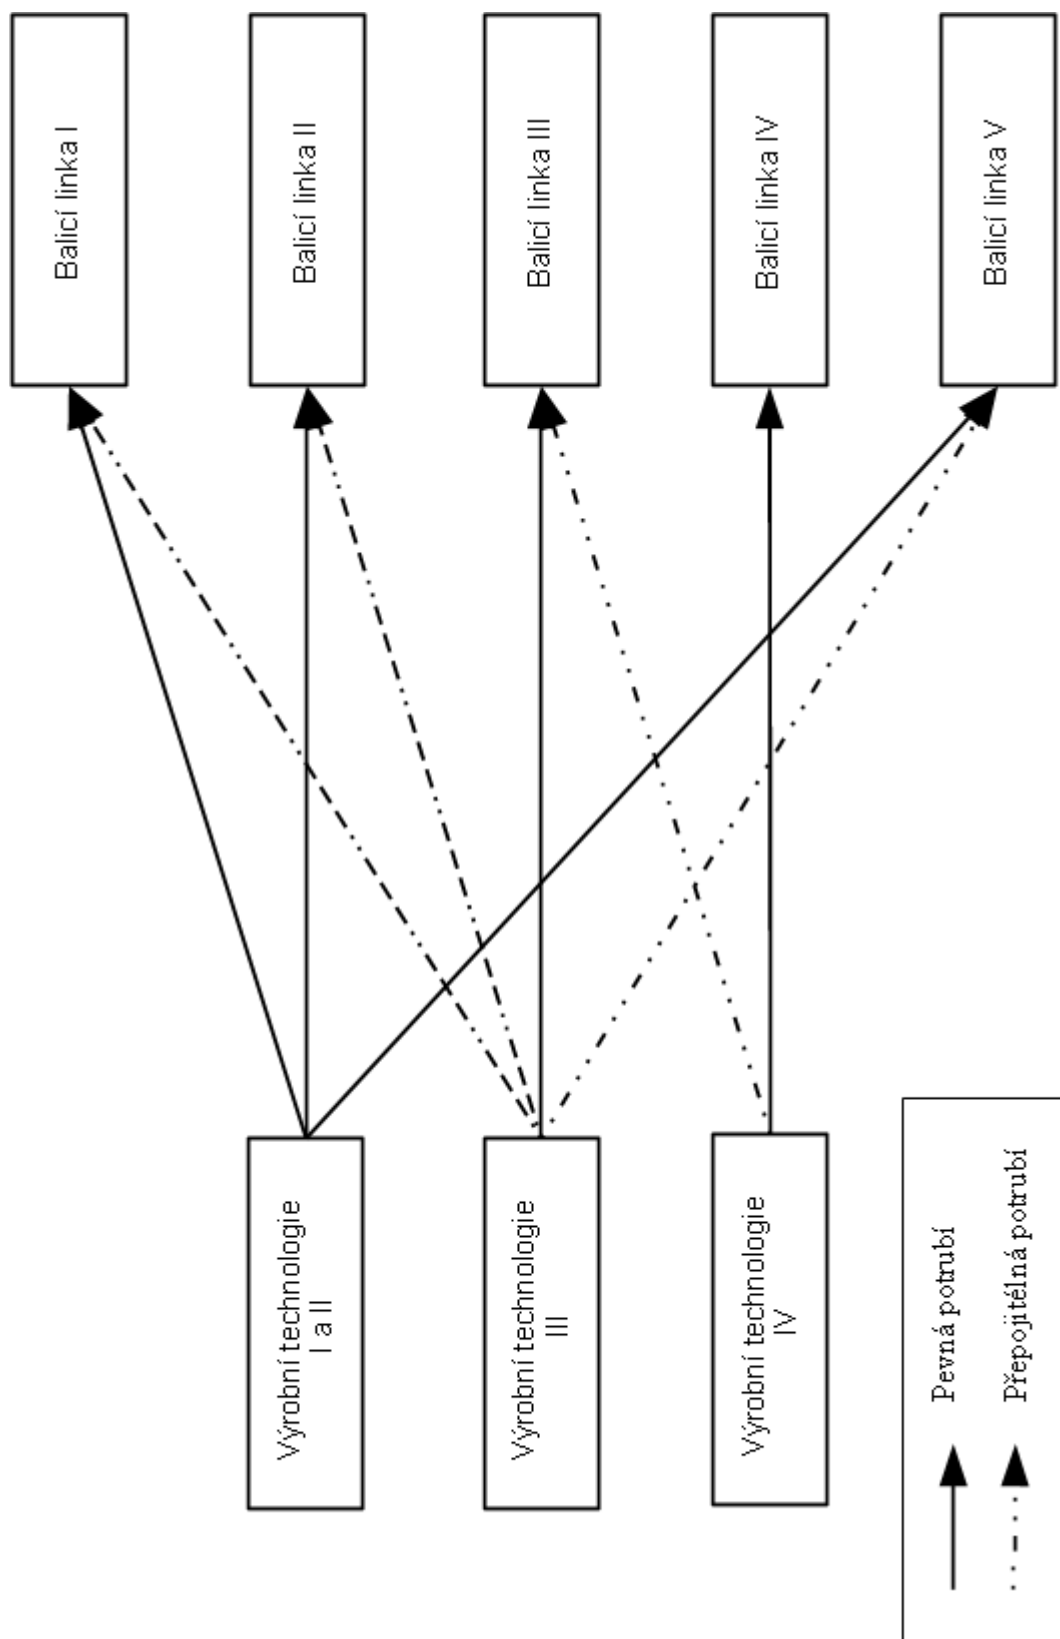 Balicí linka I
Balicí linka II
Balicí linka III
Balicí linka IV
Balicí linka V
Výrobní technologie
I a II
Výrobní technologie
III
Výrobní technologie
IV
Pevná potrubí
Přepojitélná potrubí